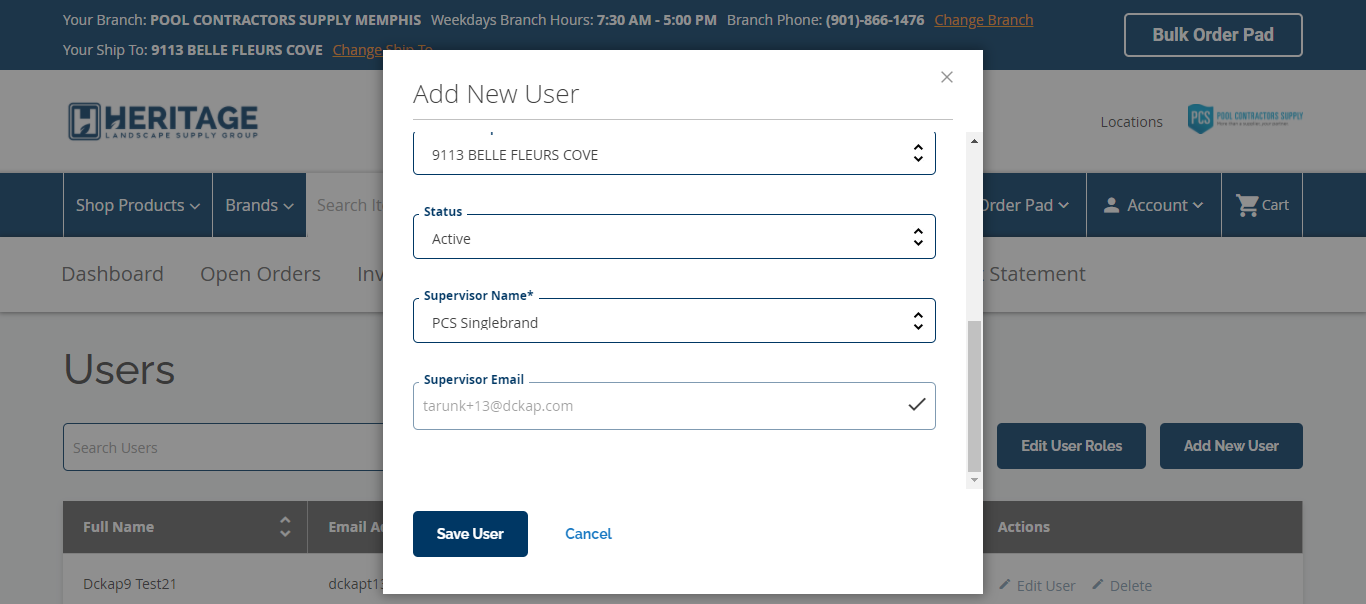 Your Branch: POOL CONTRACTORS SUPPLY MEMPHIS Weekdays Branch Hours: 7:30 AM - 5:00 PM Branch Phone: (901)-866-1476 Change Branch
Your Ship To: 9113 BELLE FLEURS COVE Change Ship To
Bulk Order Pad
HERITAGE
LANDSCAPE SUPPLY GROUP
Locations
PCS POOL CONTRACTORS SUPPLY
Shop Products
Brands
Search It
Order Pad
Account
Cart
Dashboard
Open Orders
Inv
Statement
Users
Search Users
Edit User Roles
Add New User
Full Name
Email Ad
Actions
Dckap9 Test21
dckapt13
Edit User
Delete
Add New User
9113 BELLE FLEURS COVE
Status
Active
Supervisor Name*
PCS Singlebrand
Supervisor Email
tarunk+13@dckap.com
Save User
Cancel